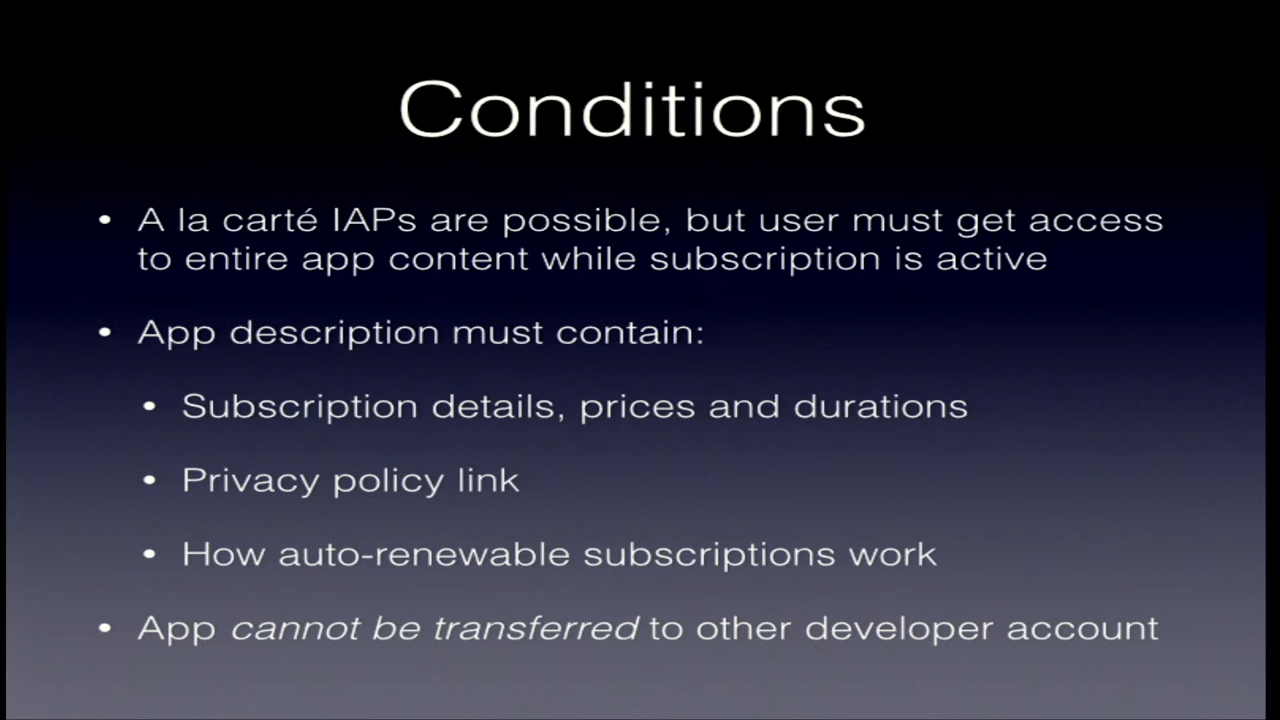 Conditions
• A la carté IAPs are possible, but user must get access
to entire app content while subscription is active
• App description must contain:
• Subscription details, prices and durations
• Privacy policy link
• How auto-renewable subscriptions work
• App cannot be transferred to other developer account